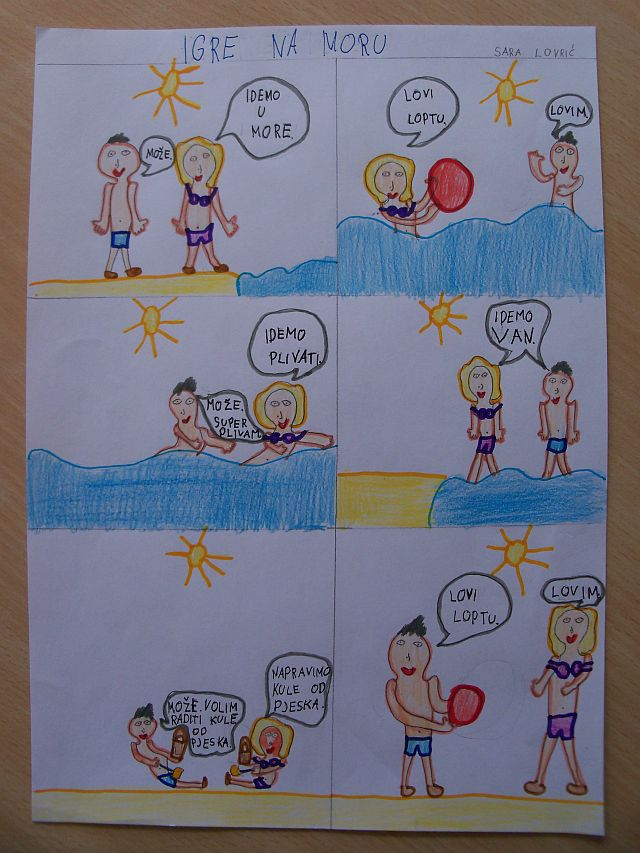 IGRE NA MORU
SARA LOVRIĆ
MOŽE.
IDEMO
U
MORE.
LOVI
LOPTU.
LOVIM.
IDEMO
PLIVATI.
MOŽE.
SUPER
PLIVAM.
IDEMO
VAN.
NAPRAVIMO
KULE OD
PJESKA.
MOŽE. VOLIM
RADITI KULE
OD
PJESKA.
LOVI
LOPTU.
LOVIM.